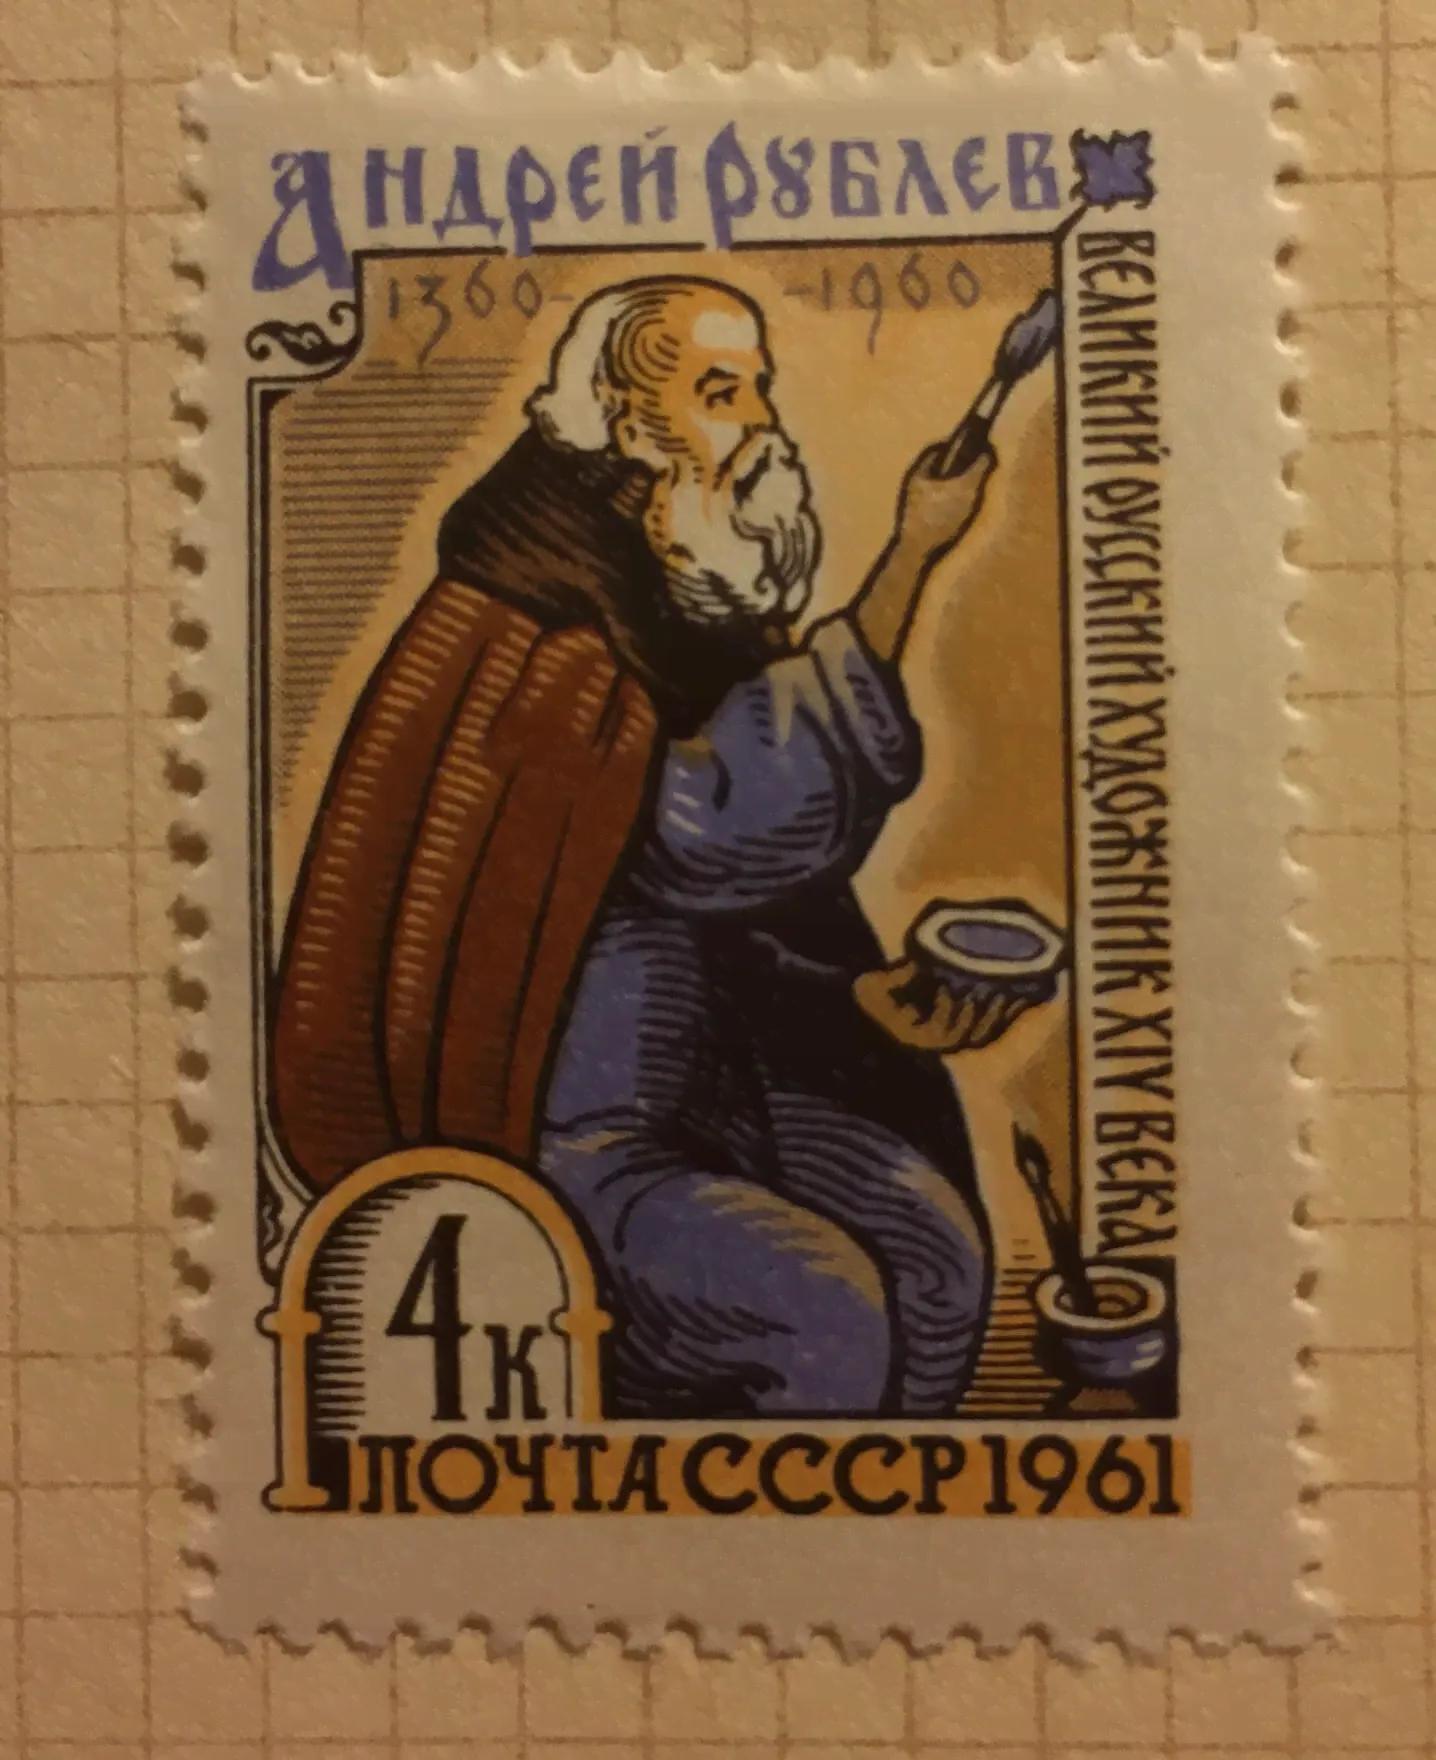 Андрей Рублев
1360- -1960
ВЕЛИКИЙ РУССКИЙ ХУДОЖНИК XIV ВЕКА
4к
ПОЧТА СССР 1961